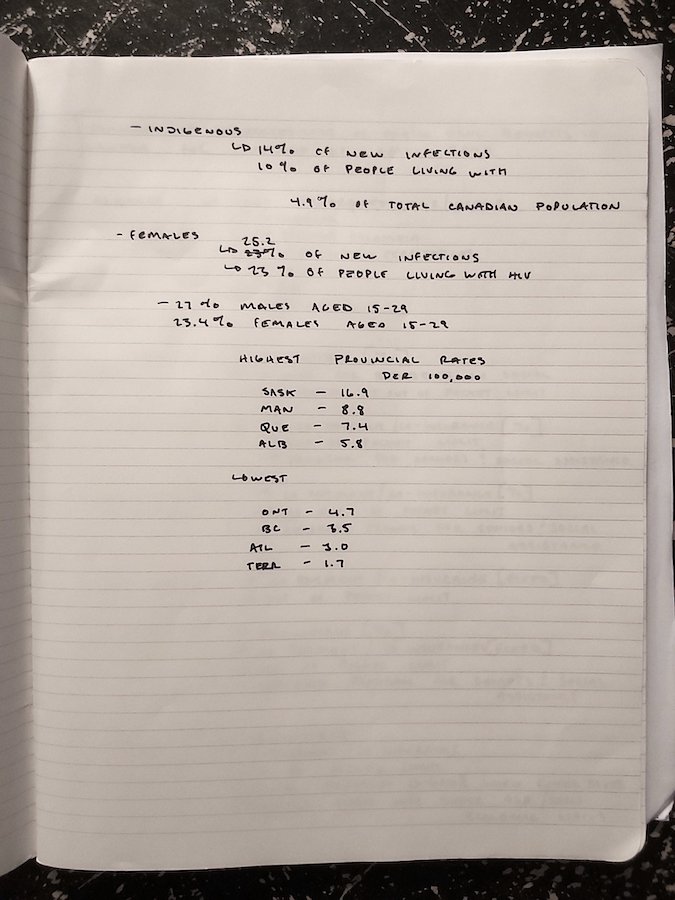 - INDIGENOUS
↳ 14% OF NEW INFECTIONS
10% OF PEOPLE LIVING WITH
4.9% OF TOTAL CANADIAN POPULATION
- FEMALES
25.2
↳ 23% OF NEW INFECTIONS
↳ 23% OF PEOPLE LIVING WITH HIV
- 27% MALES AGED 15-29
23.4% FEMALES AGED 15-29
HIGHEST PROVINCIAL RATES
PER 100,000
SASK - 16.9
MAN - 8.8
QUE - 7.4
ALB - 5.8
LOWEST
ONT - 4.7
BC - 3.5
ATL - 3.0
TERR - 1.7